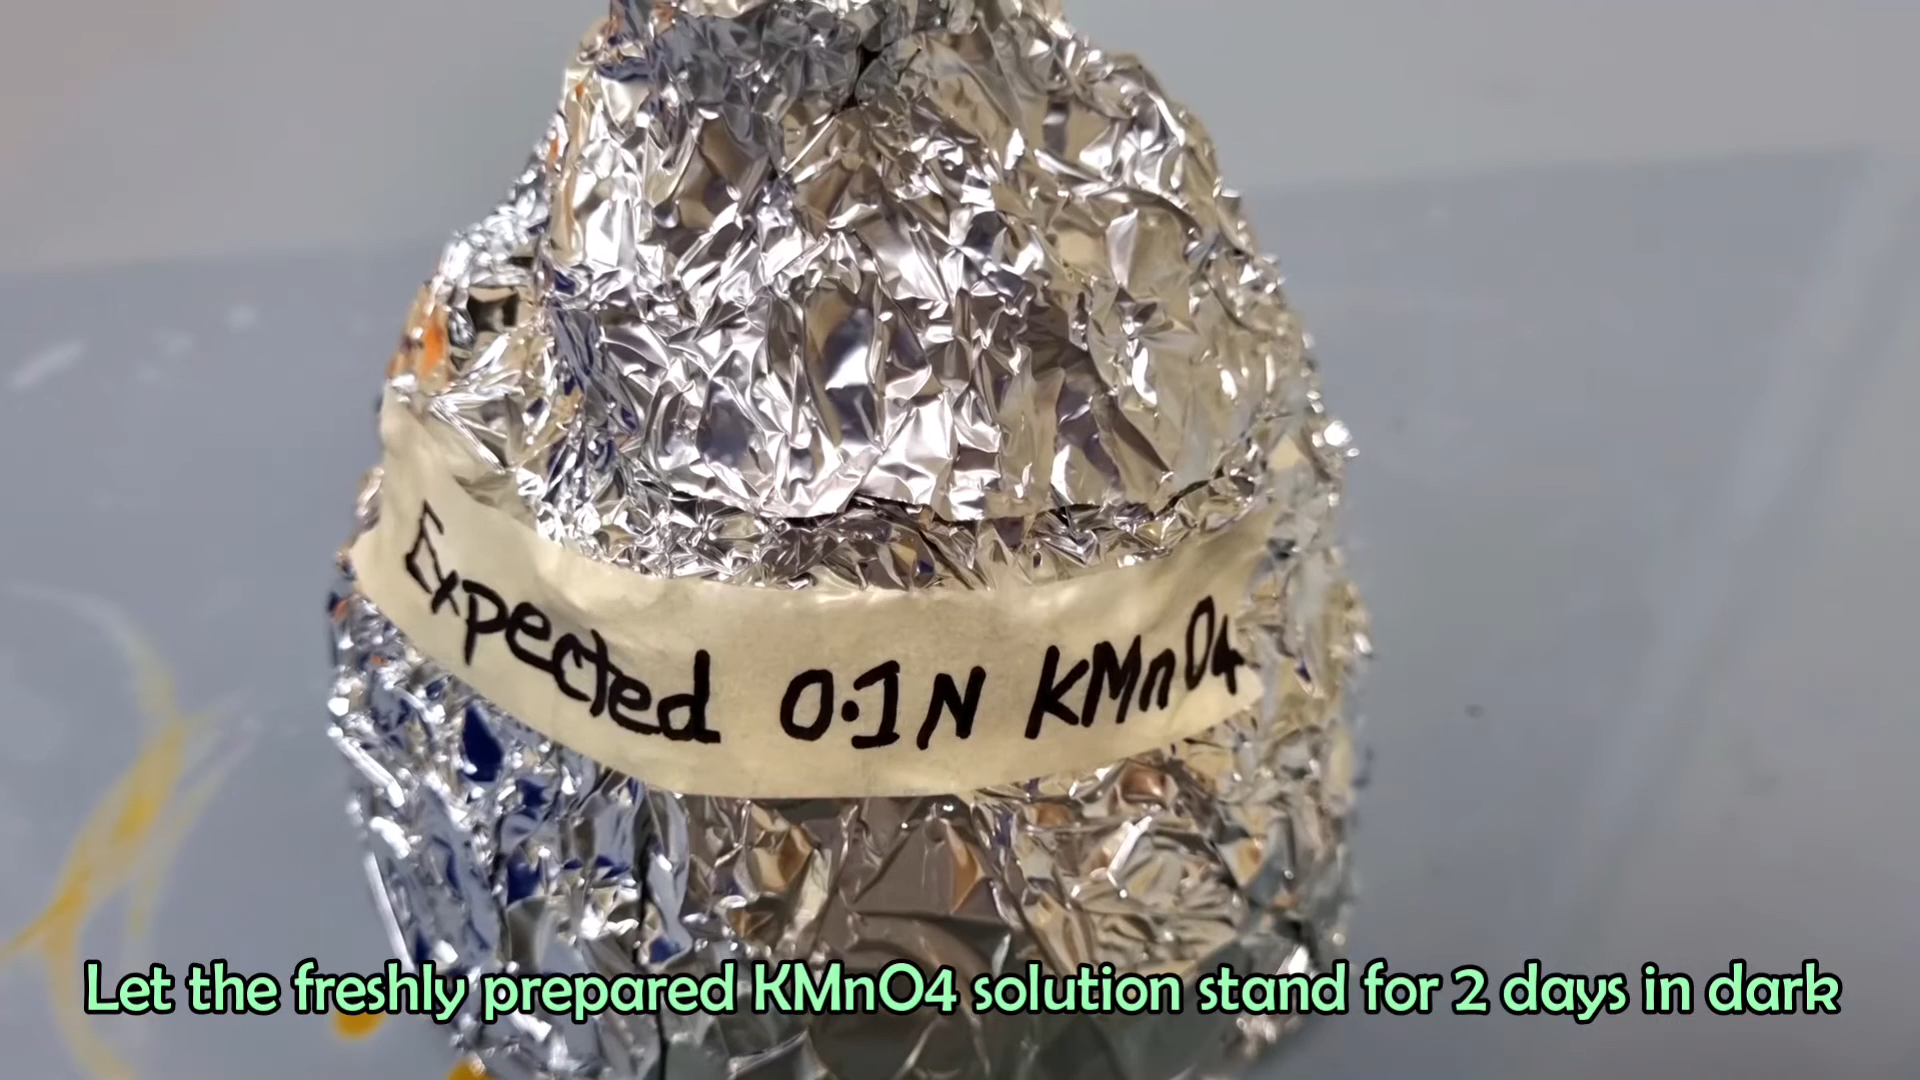 Expected 0.1N KMnO4
Let the freshly prepared KMnO4 solution stand for 2 days in dark